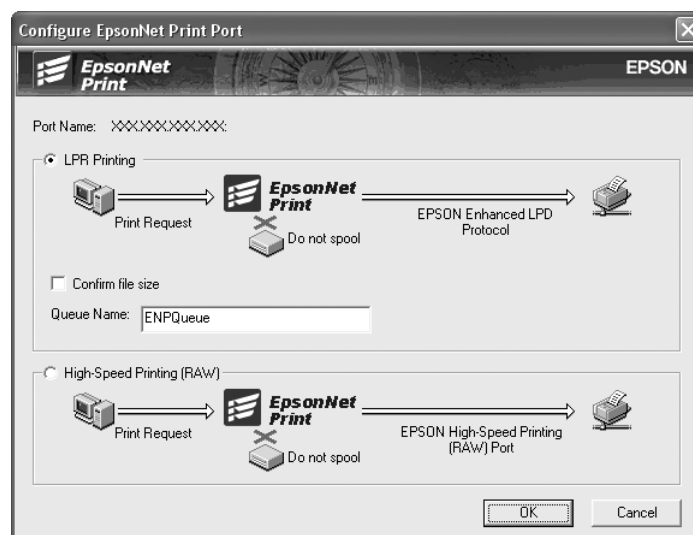 Configure EpsonNet Print Port
EpsonNet
Print
EPSON
Port Name: XXX.XXX.XXX.XXX:
LPR Printing
Print Request
EpsonNet
Print
Do not spool
EPSON Enhanced LPD
Protocol
Confirm file size
Queue Name: ENPQueue
High-Speed Printing (RAW)
Print Request
EpsonNet
Print
Do not spool
EPSON High-Speed Printing
(RAW) Port
OK
Cancel